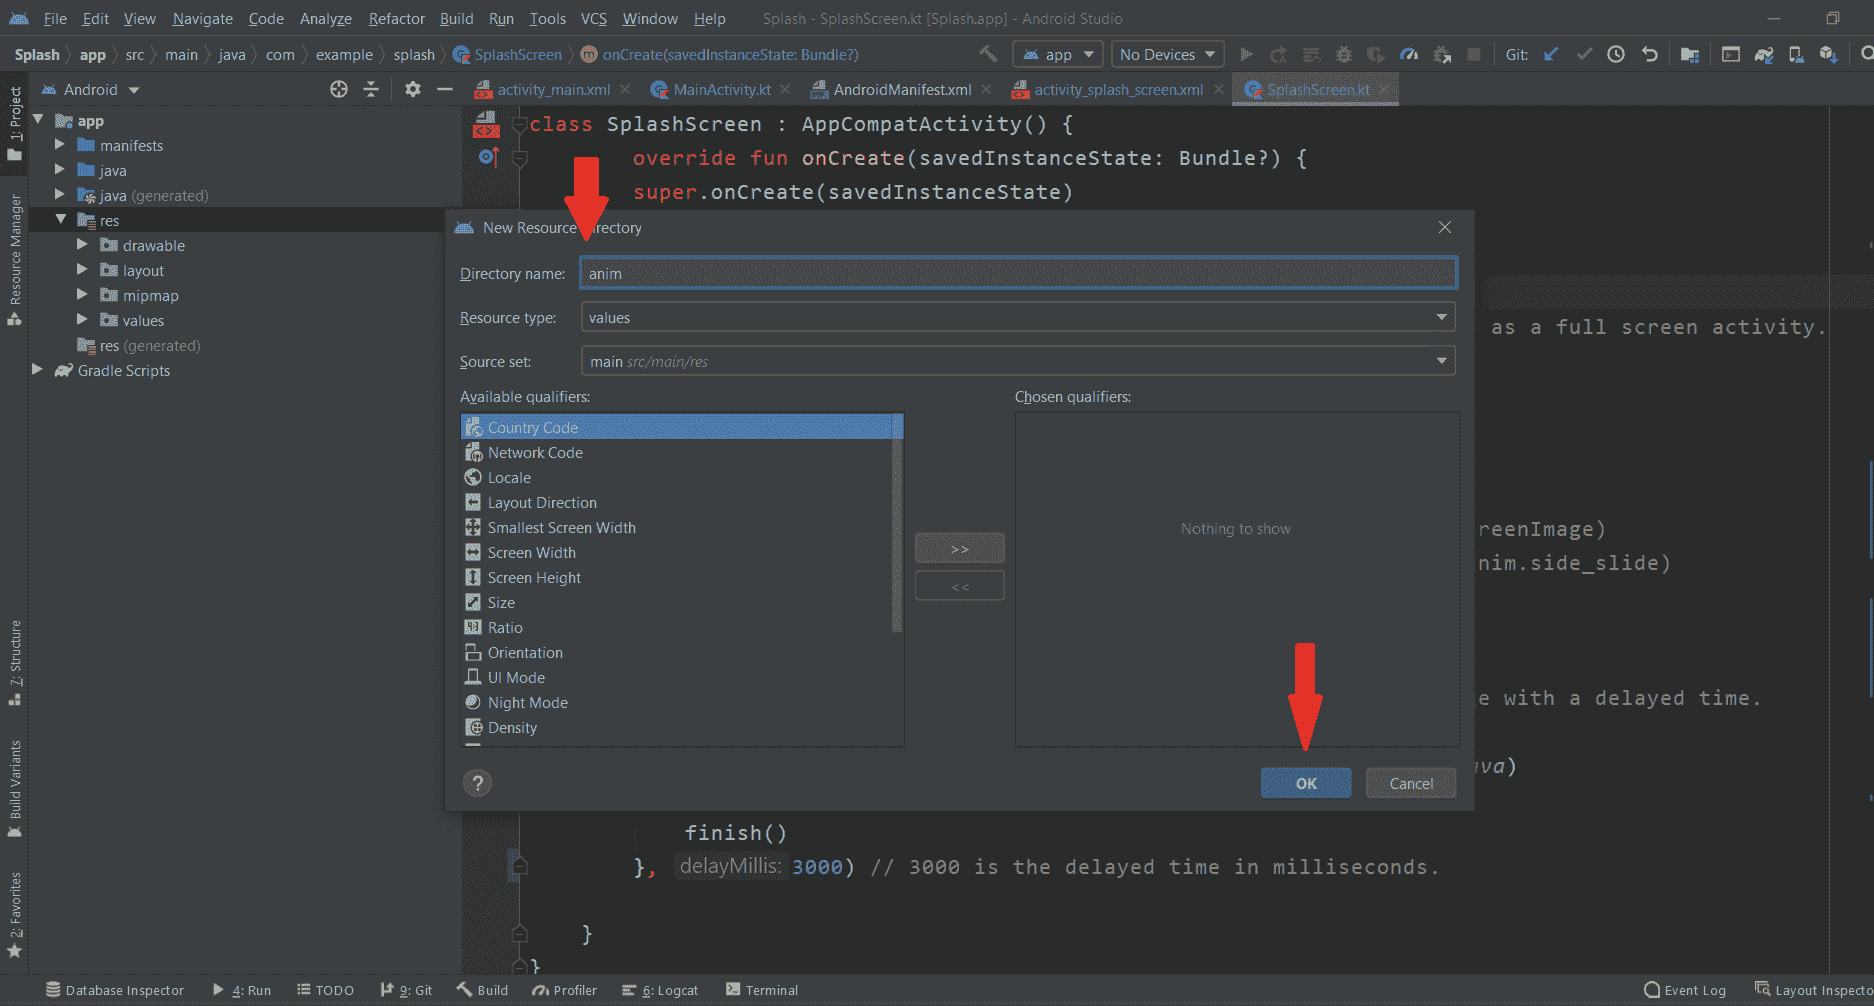 File Edit View Navigate Code Analyze Refactor Build Run Tools VCS Window Help Splash - SplashScreen.kt [Splash.app] - Android Studio
Splash app src main java com example splash SplashScreen onCreate(savedInstanceState: Bundle?) app No Devices Git:
1: Project
Resource Manager
7: Structure
Build Variants
2: Favorites
Android
app
manifests
java
java (generated)
res
drawable
layout
mipmap
values
res (generated)
Gradle Scripts
activity_main.xml MainActivity.kt AndroidManifest.xml activity_splash_screen.xml SplashScreen.kt
class SplashScreen : AppCompatActivity() {
override fun onCreate(savedInstanceState: Bundle?) {
super.onCreate(savedInstanceState)
New Resource irectory
Directory name: anim
Resource type: values
Source set: main src/main/res
Available qualifiers:
Country Code
Network Code
Locale
Layout Direction
Smallest Screen Width
Screen Width
Screen Height
Size
Ratio
Orientation
UI Mode
Night Mode
Density
>>
<<
Chosen qualifiers:
Nothing to show
?
OK Cancel
as a full screen activity.
reenImage)
nim.side_slide)
e with a delayed time.
ava)
finish()
}, delayMillis: 3000) // 3000 is the delayed time in milliseconds.
}
}
Database Inspector 4: Run TODO 9: Git Build Profiler 6: Logcat Terminal Event Log Layout Inspecto